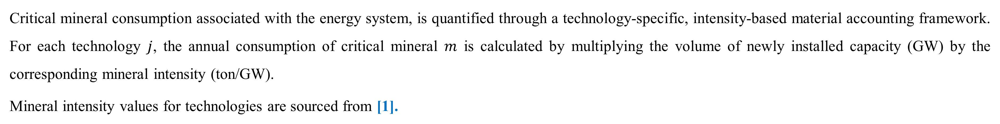 Critical mineral consumption associated with the energy system, is quantified through a technology-specific, intensity-based material accounting framework.
For each technology j, the annual consumption of critical mineral m is calculated by multiplying the volume of newly installed capacity (GW) by the
corresponding mineral intensity (ton/GW).
Mineral intensity values for technologies are sourced from [1].